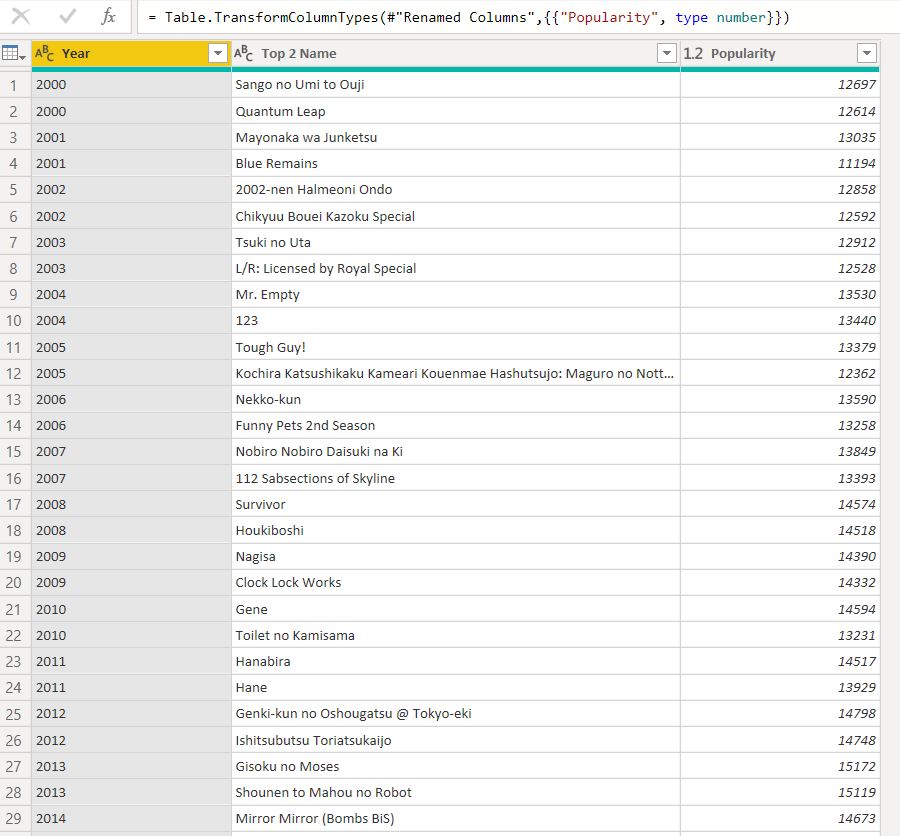 fx = Table.TransformColumnTypes(#"Renamed Columns",{{"Popularity", type number}})
ABC Year ABC Top 2 Name 1.2 Popularity
1 2000 Sango no Umi to Ouji 12697
2 2000 Quantum Leap 12614
3 2001 Mayonaka wa Junketsu 13035
4 2001 Blue Remains 11194
5 2002 2002-nen Halmeoni Ondo 12858
6 2002 Chikyuu Bouei Kazoku Special 12592
7 2003 Tsuki no Uta 12912
8 2003 L/R: Licensed by Royal Special 12528
9 2004 Mr. Empty 13530
10 2004 123 13440
11 2005 Tough Guy! 13379
12 2005 Kochira Katsushikaku Kameari Kouenmae Hashutsujo: Maguro no Nott... 12362
13 2006 Nekko-kun 13590
14 2006 Funny Pets 2nd Season 13258
15 2007 Nobiro Nobiro Daisuki na Ki 13849
16 2007 112 Sabsections of Skyline 13393
17 2008 Survivor 14574
18 2008 Houkiboshi 14518
19 2009 Nagisa 14390
20 2009 Clock Lock Works 14332
21 2010 Gene 14594
22 2010 Toilet no Kamisama 13231
23 2011 Hanabira 14517
24 2011 Hane 13929
25 2012 Genki-kun no Oshougatsu @ Tokyo-eki 14798
26 2012 Ishitsubutsu Toriatsukaijo 14748
27 2013 Gisoku no Moses 15172
28 2013 Shounen to Mahou no Robot 15119
29 2014 Mirror Mirror (Bombs BiS) 14673